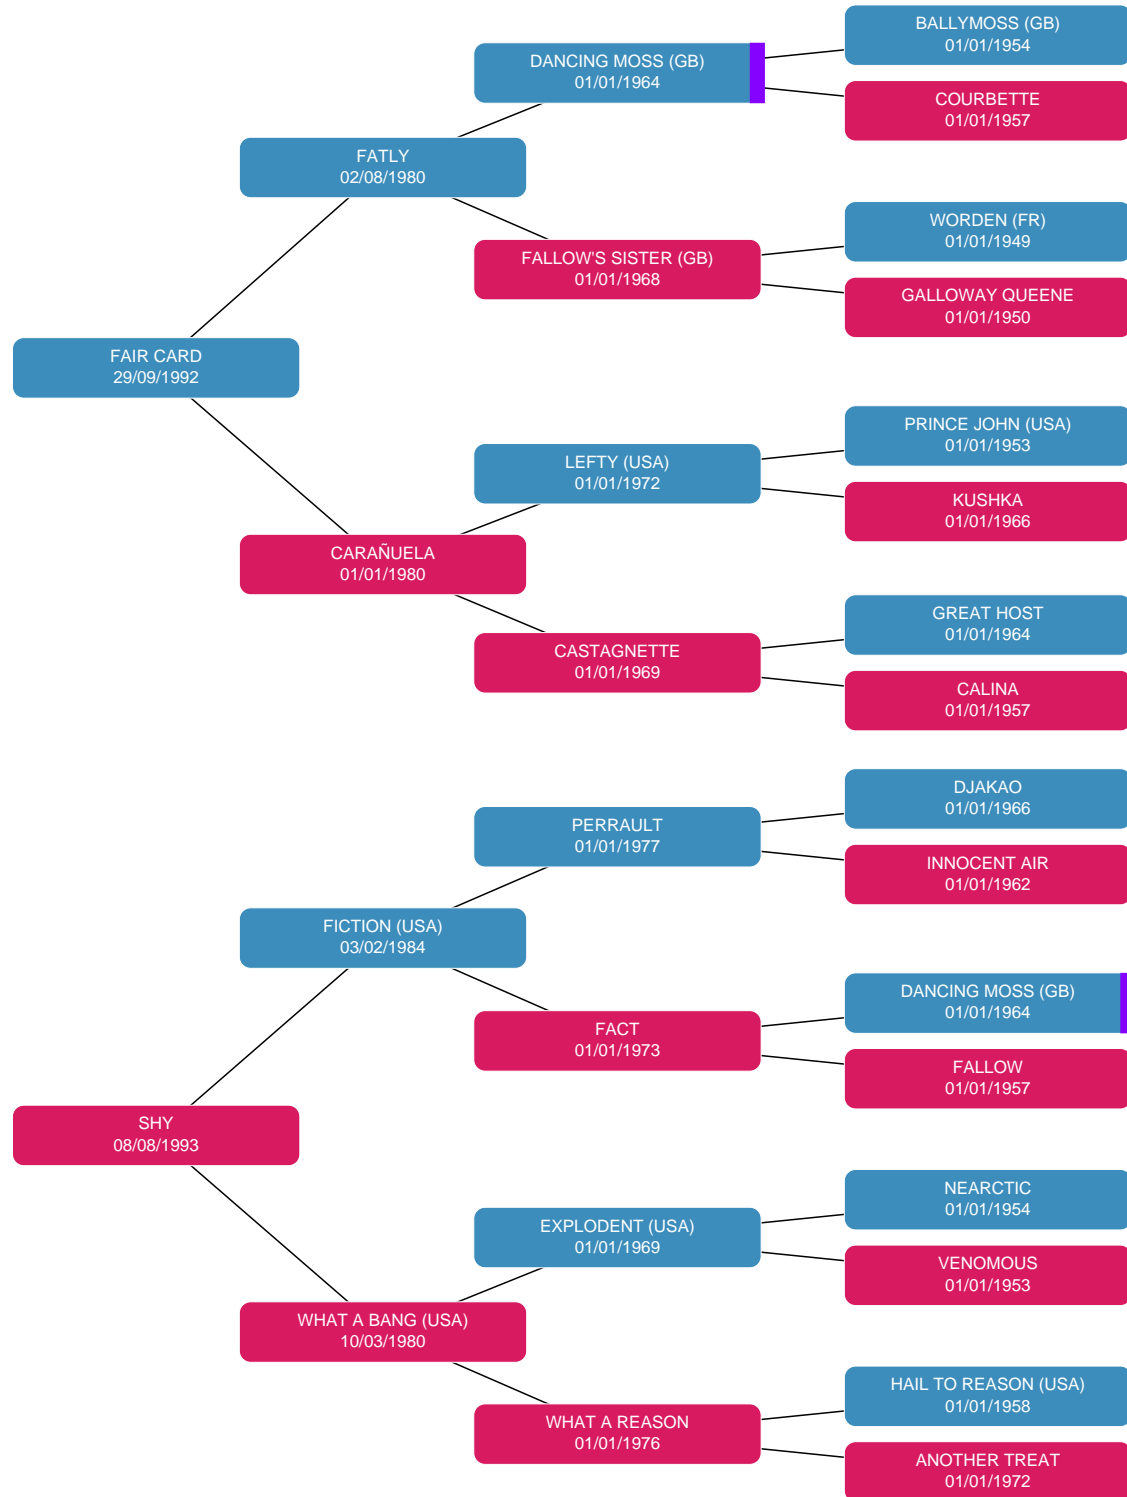 BALLYMOSS (GB)
01/01/1954
DANCING MOSS (GB)
01/01/1964
COURBETTE
01/01/1957
FATLY
02/08/1980
WORDEN (FR)
01/01/1949
FALLOW'S SISTER (GB)
01/01/1968
GALLOWAY QUEENE
01/01/1950
FAIR CARD
29/09/1992
PRINCE JOHN (USA)
01/01/1953
LEFTY (USA)
01/01/1972
KUSHKA
01/01/1966
CARAÑUELA
01/01/1980
GREAT HOST
01/01/1964
CASTAGNETTE
01/01/1969
CALINA
01/01/1957
DJAKAO
01/01/1966
PERRAULT
01/01/1977
INNOCENT AIR
01/01/1962
FICTION (USA)
03/02/1984
DANCING MOSS (GB)
01/01/1964
FACT
01/01/1973
FALLOW
01/01/1957
SHY
08/08/1993
NEARCTIC
01/01/1954
EXPLODENT (USA)
01/01/1969
VENOMOUS
01/01/1953
WHAT A BANG (USA)
10/03/1980
HAIL TO REASON (USA)
01/01/1958
WHAT A REASON
01/01/1976
ANOTHER TREAT
01/01/1972